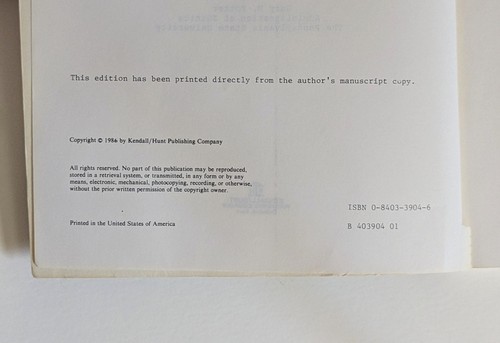 This edition has been printed directly from the author's manuscript copy.
Copyright © 1986 by Kendall/Hunt Publishing Company
All rights reserved. No part of this publication may be reproduced,
stored in a retrieval system, or transmitted, in any form or by any
means, electronic, mechanical, photocopying, recording, or otherwise,
without the prior written permission of the copyright owner.
Printed in the United States of America
ISBN 0-8403-3904-6
B 403904 01